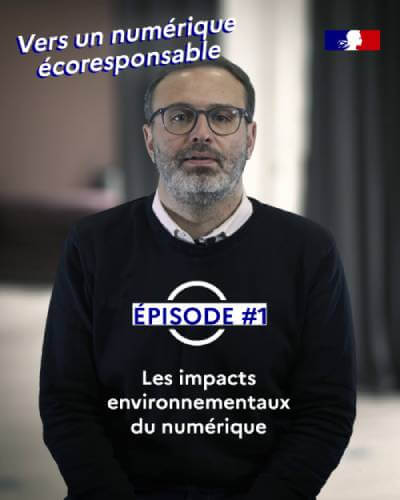 Vers un numérique
écoresponsable
ÉPISODE #1
Les impacts
environnementaux
du numérique